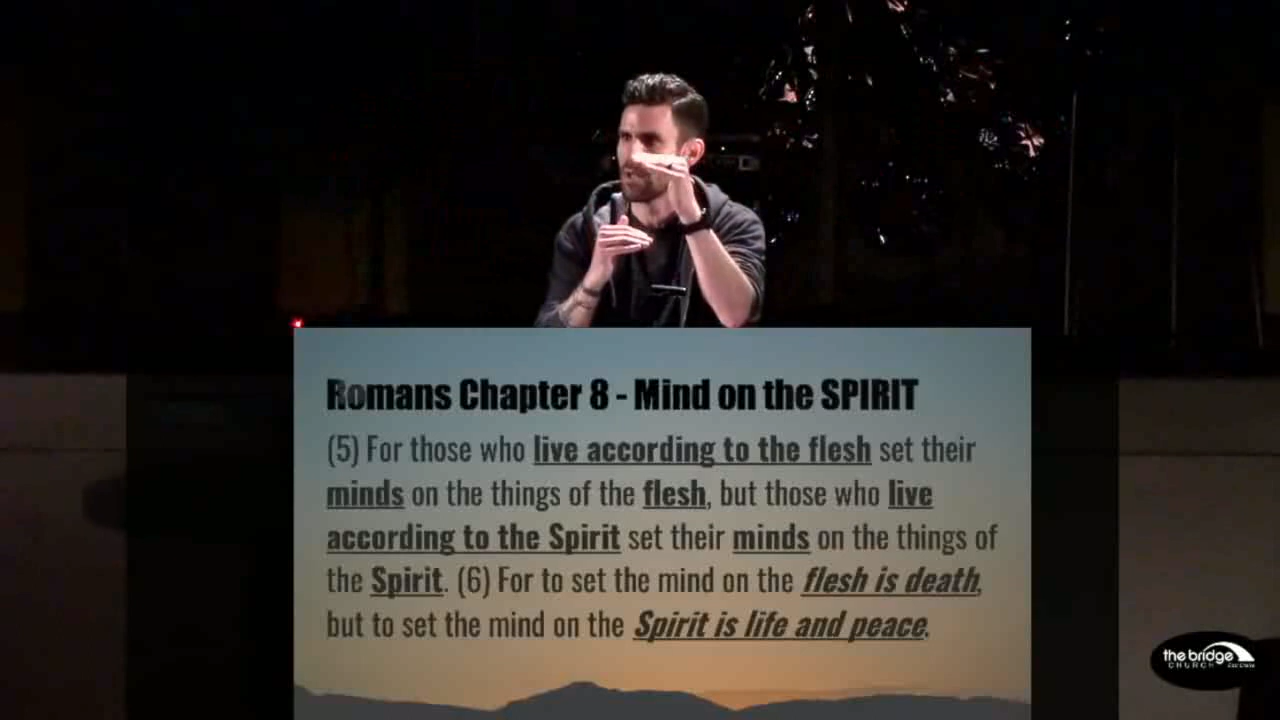 Romans Chapter 8 - Mind on the SPIRIT
(5) For those who live according to the flesh set their
minds on the things of the flesh, but those who live
according to the Spirit set their minds on the things of
the Spirit. (6) For to set the mind on the flesh is death,
but to set the mind on the Spirit is life and peace.
the bridge
CHURCH